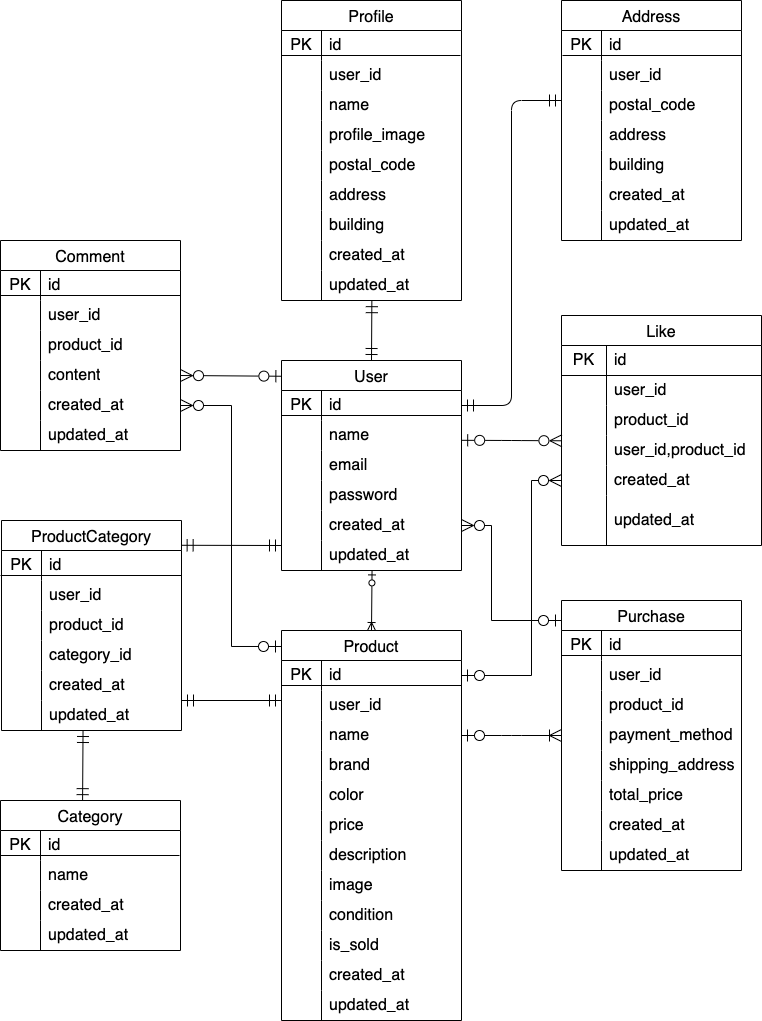 Profile
PK id
user_id
name
profile_image
postal_code
address
building
created_at
updated_at
Address
PK id
user_id
postal_code
address
building
created_at
updated_at
Comment
PK id
user_id
product_id
content
created_at
updated_at
User
PK id
name
email
password
created_at
updated_at
Like
PK id
user_id
product_id
user_id,product_id
created_at
updated_at
ProductCategory
PK id
user_id
product_id
category_id
created_at
updated_at
Product
PK id
user_id
name
brand
color
price
description
image
condition
is_sold
created_at
updated_at
Purchase
PK id
user_id
product_id
payment_method
shipping_address
total_price
created_at
updated_at
Category
PK id
name
created_at
updated_at